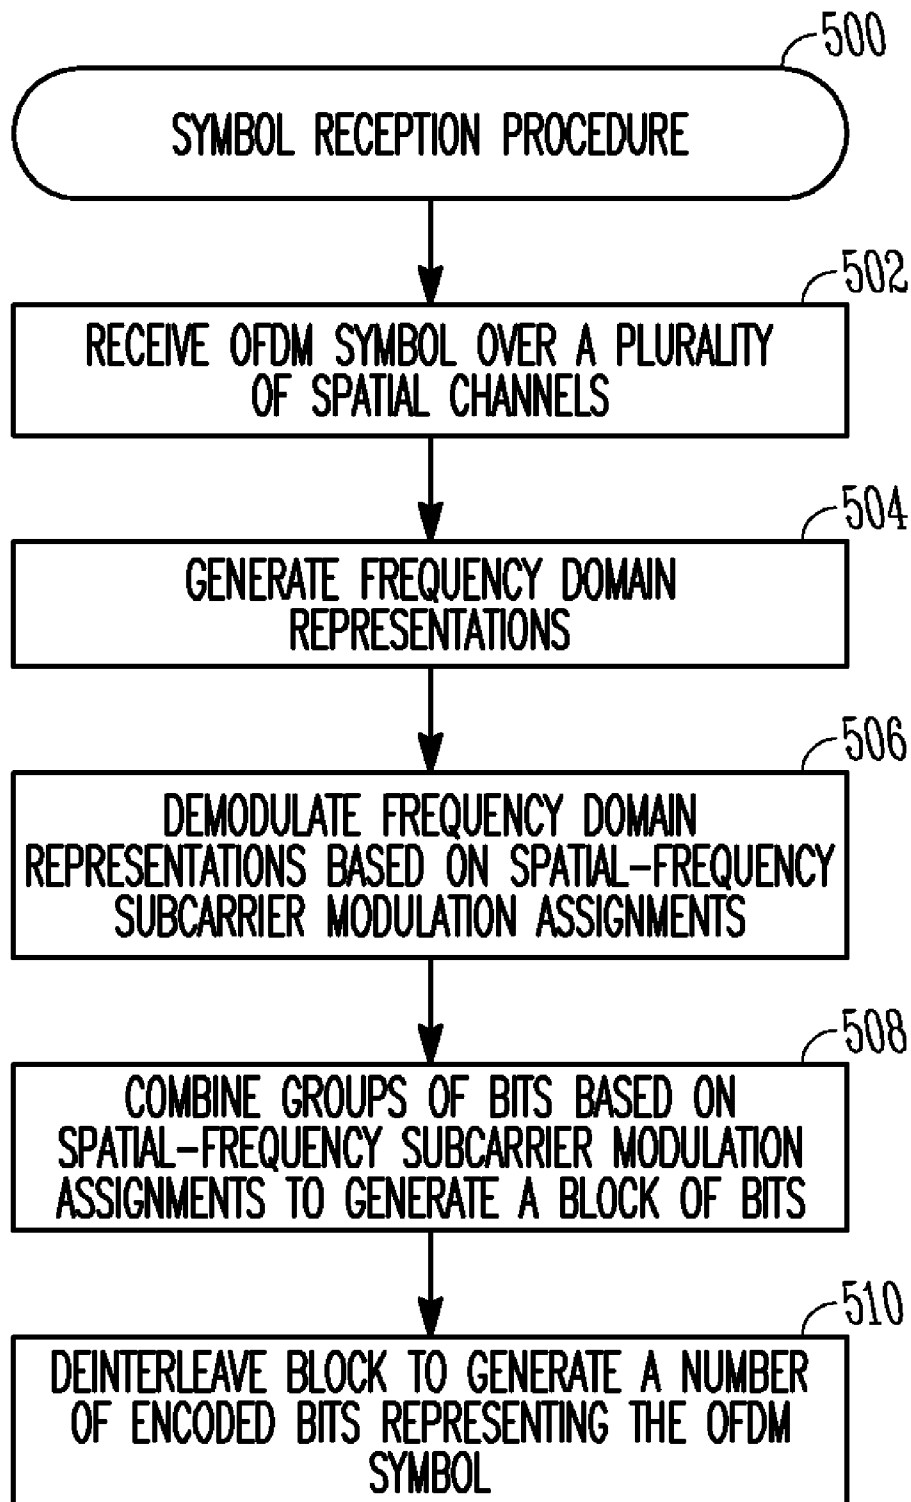 500
SYMBOL RECEPTION PROCEDURE
502
RECEIVE OFDM SYMBOL OVER A PLURALITY
OF SPATIAL CHANNELS
504
GENERATE FREQUENCY DOMAIN
REPRESENTATIONS
506
DEMODULATE FREQUENCY DOMAIN
REPRESENTATIONS BASED ON SPATIAL-FREQUENCY
SUBCARRIER MODULATION ASSIGNMENTS
508
COMBINE GROUPS OF BITS BASED ON
SPATIAL-FREQUENCY SUBCARRIER MODULATION
ASSIGNMENTS TO GENERATE A BLOCK OF BITS
510
DEINTERLEAVE BLOCK TO GENERATE A NUMBER
OF ENCODED BITS REPRESENTING THE OFDM
SYMBOL